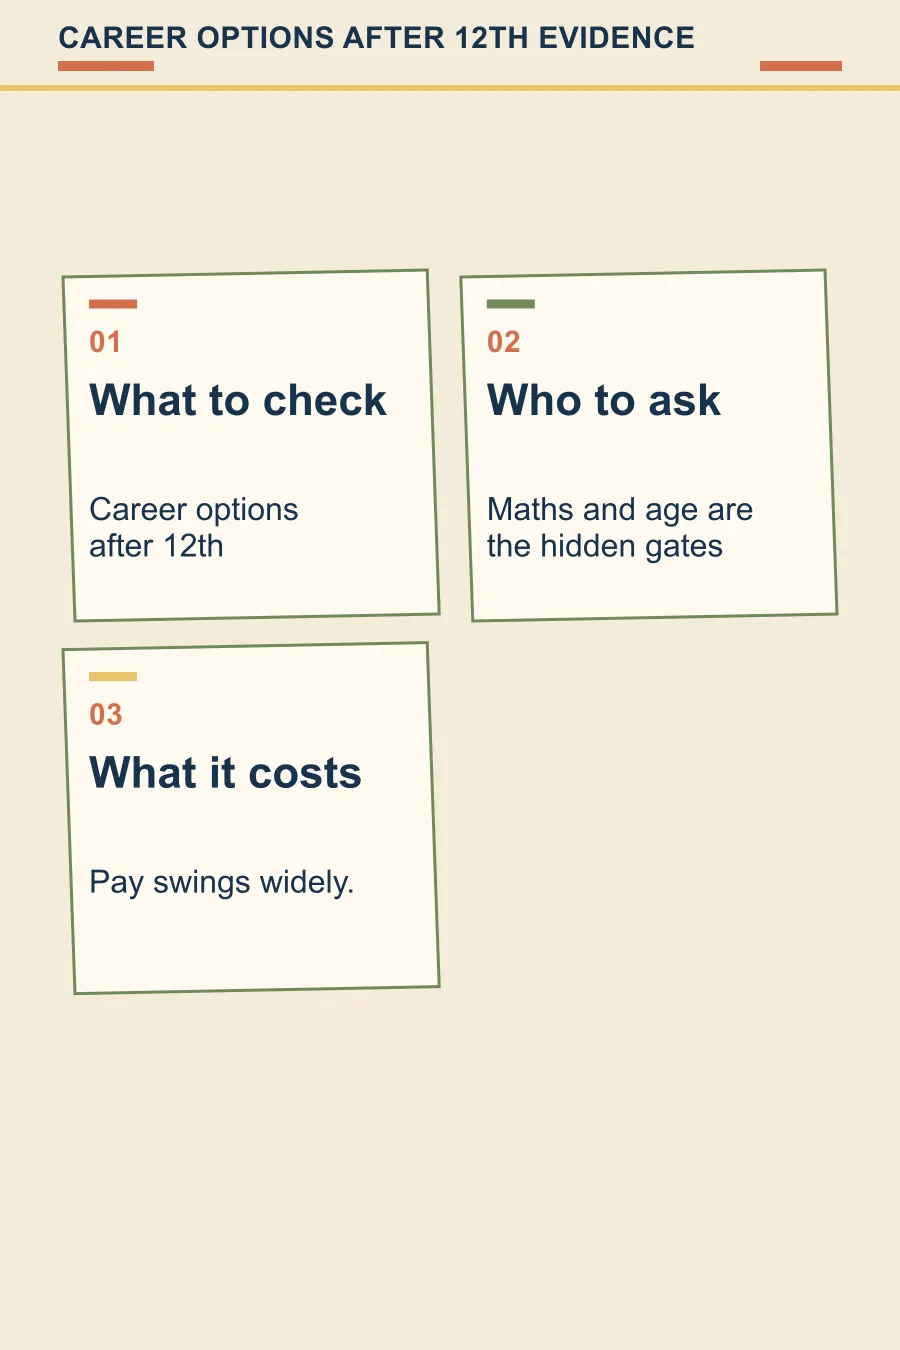 CAREER OPTIONS AFTER 12TH EVIDENCE
01
What to check
Career options
after 12th
02
Who to ask
Maths and age are
the hidden gates
03
What it costs
Pay swings widely.